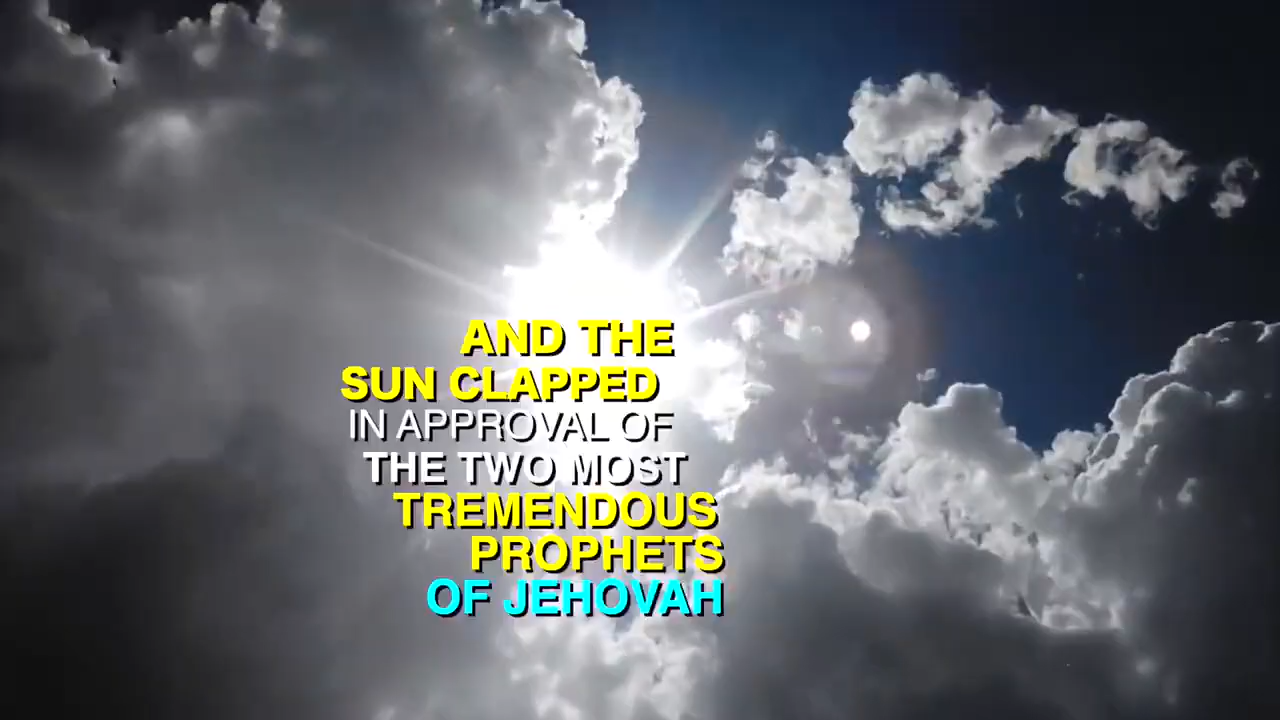 AND THE
SUN CLAPPED
IN APPROVAL OF
THE TWO MOST
TREMENDOUS
PROPHETS
OF JEHOVAH